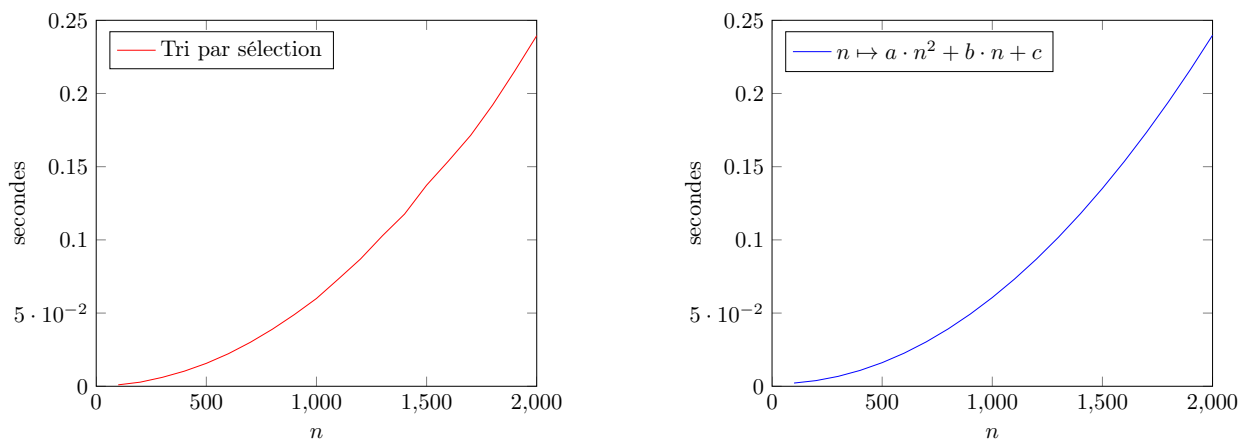 0.25
0.2
0.15
0.1
5 · 10⁻²
0
0
500
1,000
1,500
2,000
n
secondes
Tri par sélection
0.25
0.2
0.15
0.1
5 · 10⁻²
0
0
500
1,000
1,500
2,000
n
secondes
n ↦ a · n² + b · n + c